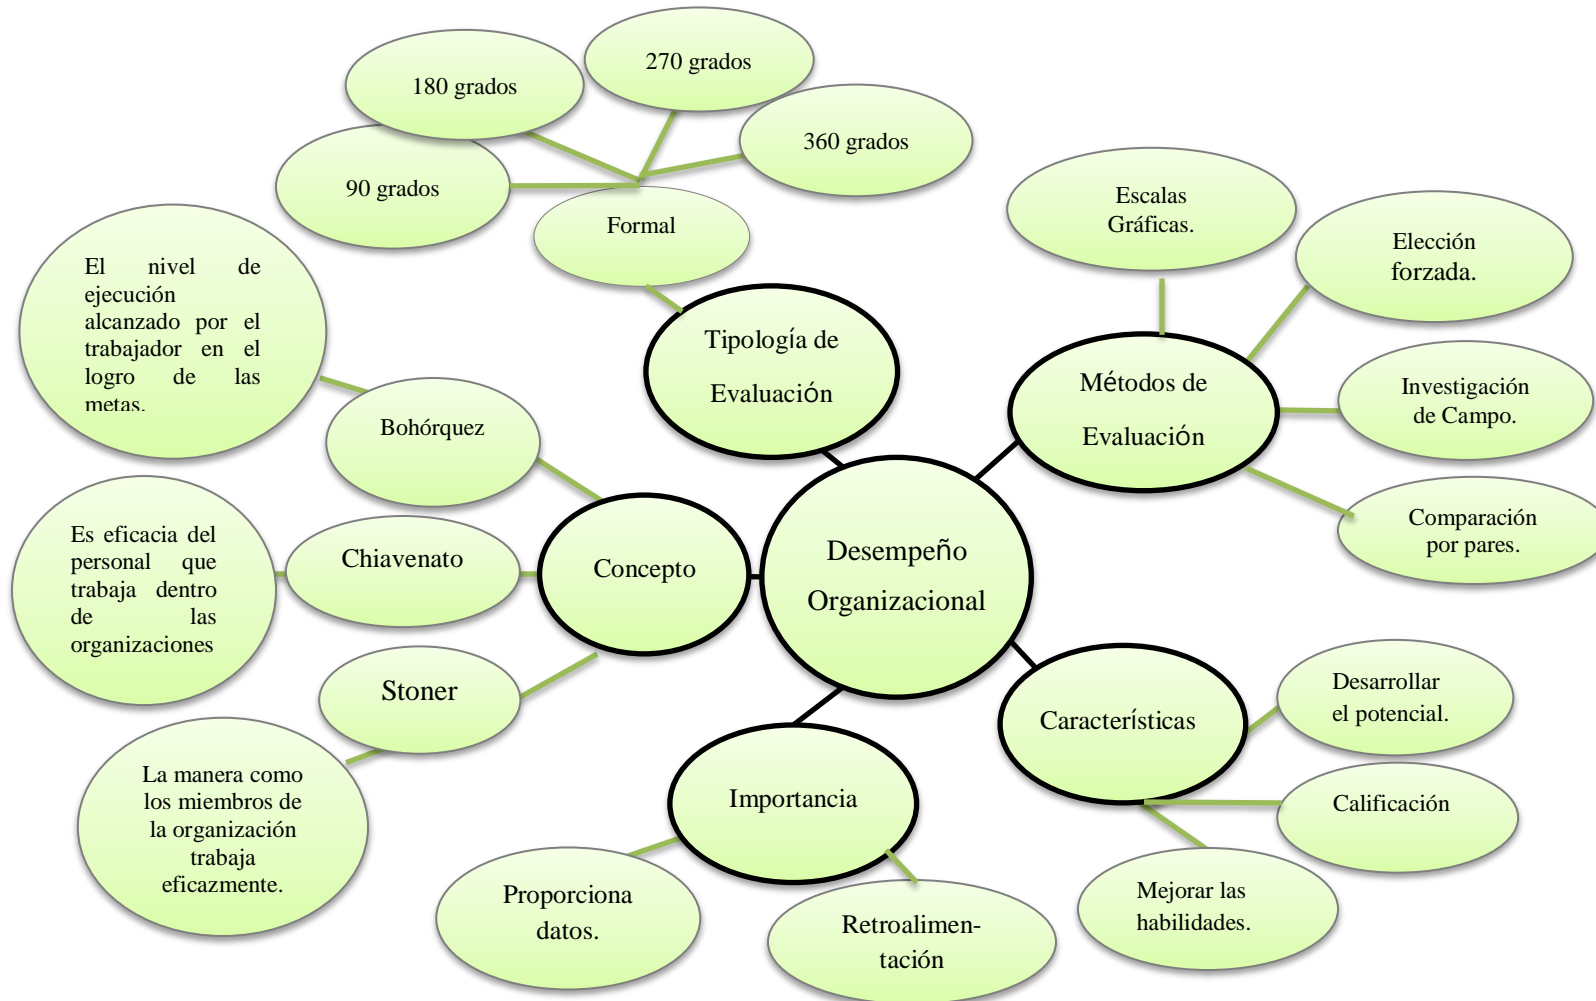 270 grados
180 grados
360 grados
90 grados
Formal
Escalas
Gráficas.
Elección
forzada.
El nivel de
ejecución
alcanzado por el
trabajador en el
logro de las
metas.
Tipología de
Evaluación
Métodos de
Evaluación
Investigación
de Campo.
Bohórquez
Comparación
por pares.
Es eficacia del
personal que
trabaja dentro
de las
organizaciones
Chiavenato
Concepto
Desempeño
Organizacional
Stoner
Características
Desarrollar
el potencial.
La manera como
los miembros de
la organización
trabaja
eficazmente.
Importancia
Calificación
Proporciona
datos.
Retroalimen-
tación
Mejorar las
habilidades.